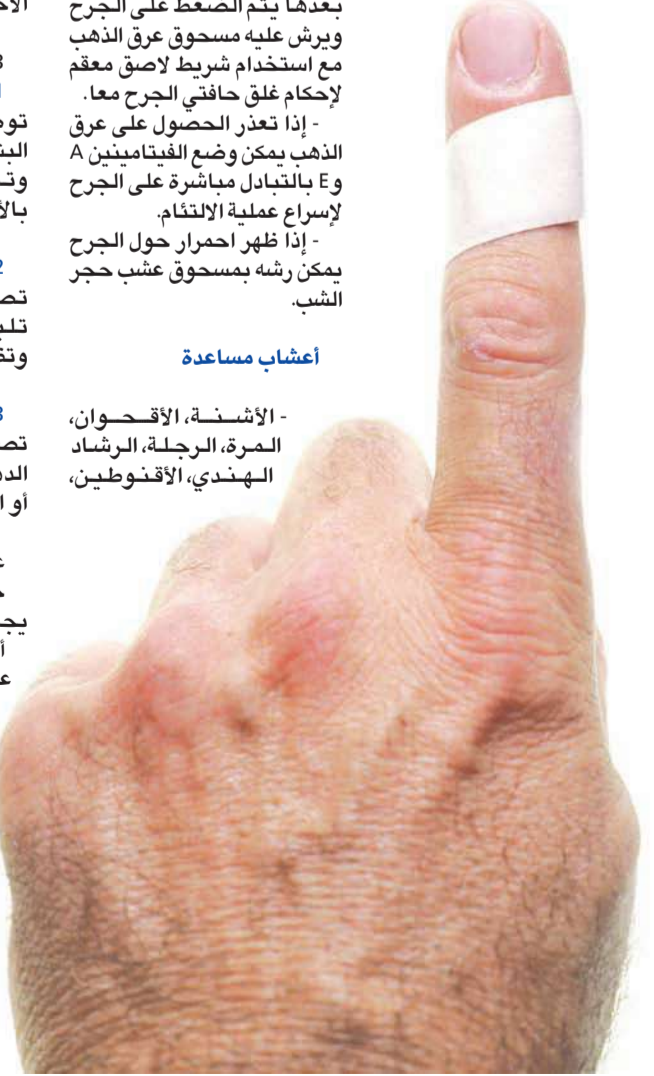 بعدها يتم الضغط على الجرح
ويرش عليه مسحوق عرق الذهب
مع استخدام شريط لاصق معقم
لإحكام غلق حافتي الجرح معا.
- إذا تعذر الحصول على عرق
الذهب يمكن وضع الفيتامينين A
وE بالتبادل مباشرة على الجرح
لإسراع عملية الالتئام.
- إذا ظهر احمرار حول الجرح
يمكن رشه بمسحوق عشب حجر
الشب.
أعشاب مساعدة
- الأشنة، الأقحوان،
المرة، الرجلة، الرشاد
الهندي، الأقنوطين،